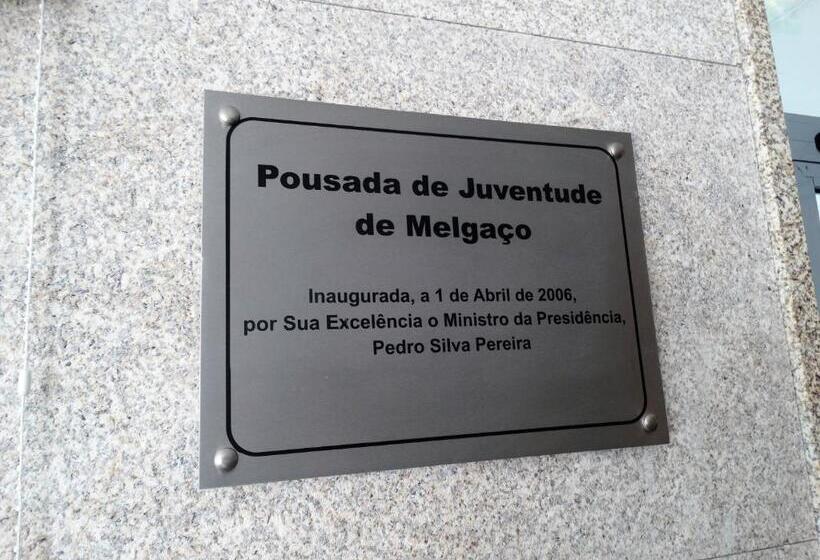 Pousada de Juventude
de Melgaço
Inaugurada, a 1 de Abril de 2006,
por Sua Excelência o Ministro da Presidência,
Pedro Silva Pereira